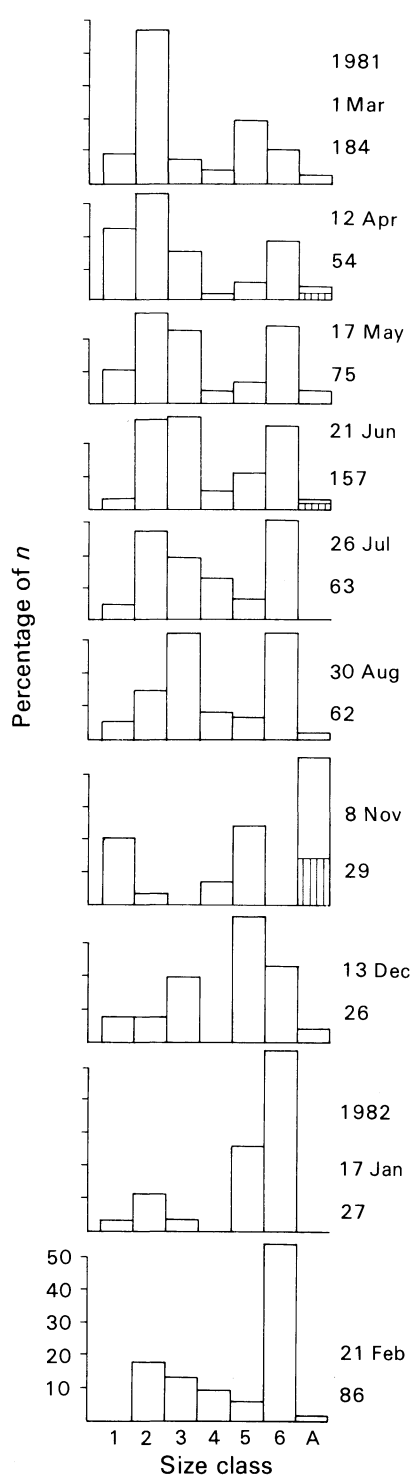 1981
1 Mar
184
12 Apr
54
17 May
75
21 Jun
157
26 Jul
63
30 Aug
62
8 Nov
29
13 Dec
26
1982
17 Jan
27
21 Feb
86
Percentage of n
50
40
30
20
10
1 2 3 4 5 6 A
Size class